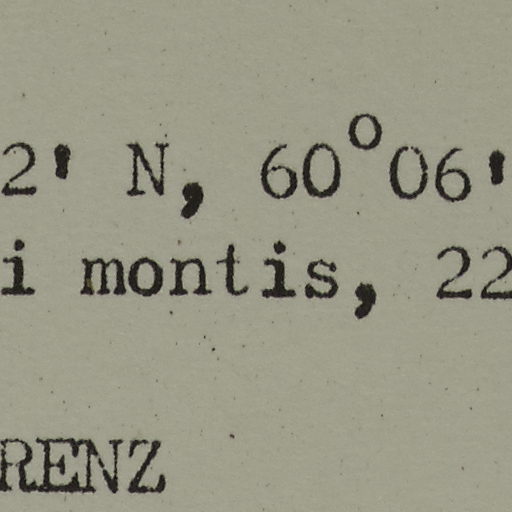 2' N, 60°06'
i montis, 22
RENZ